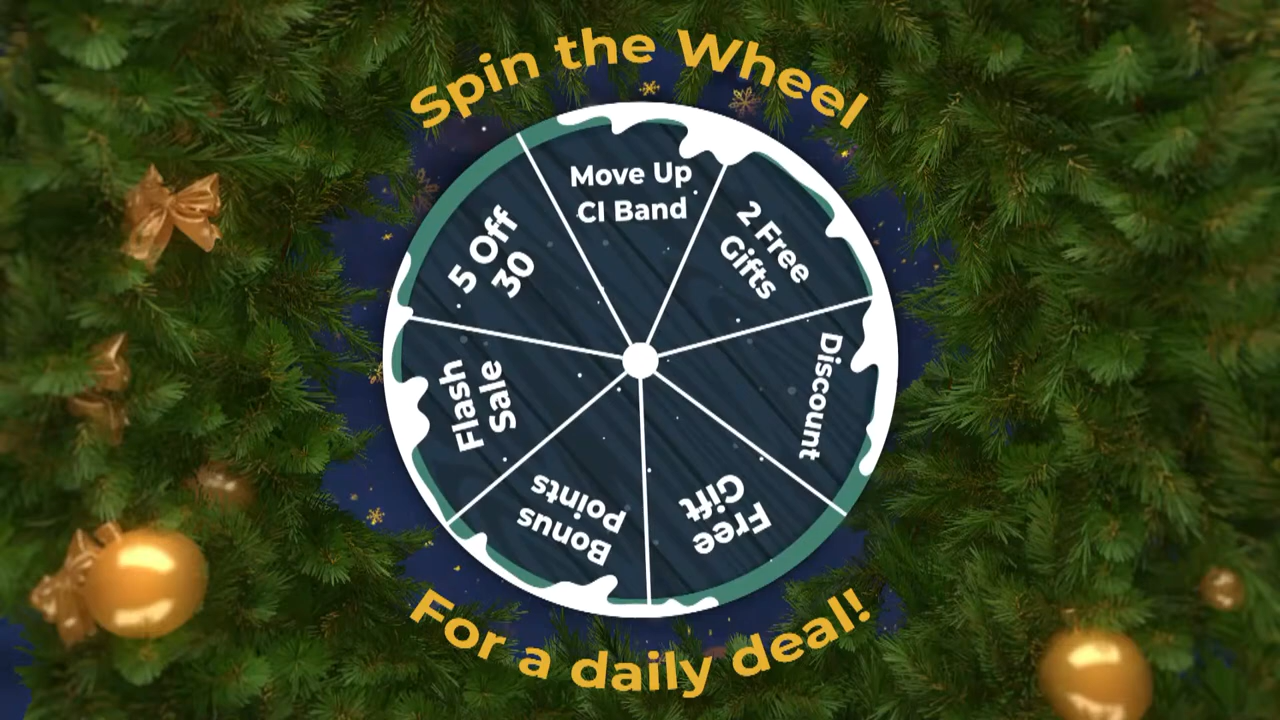 Spin the Wheel
Move Up
CI Band
2 Free
Gifts
Discount
Free
Gift
Bonus
Points
Flash
Sale
5 Off
30
For a daily deal!